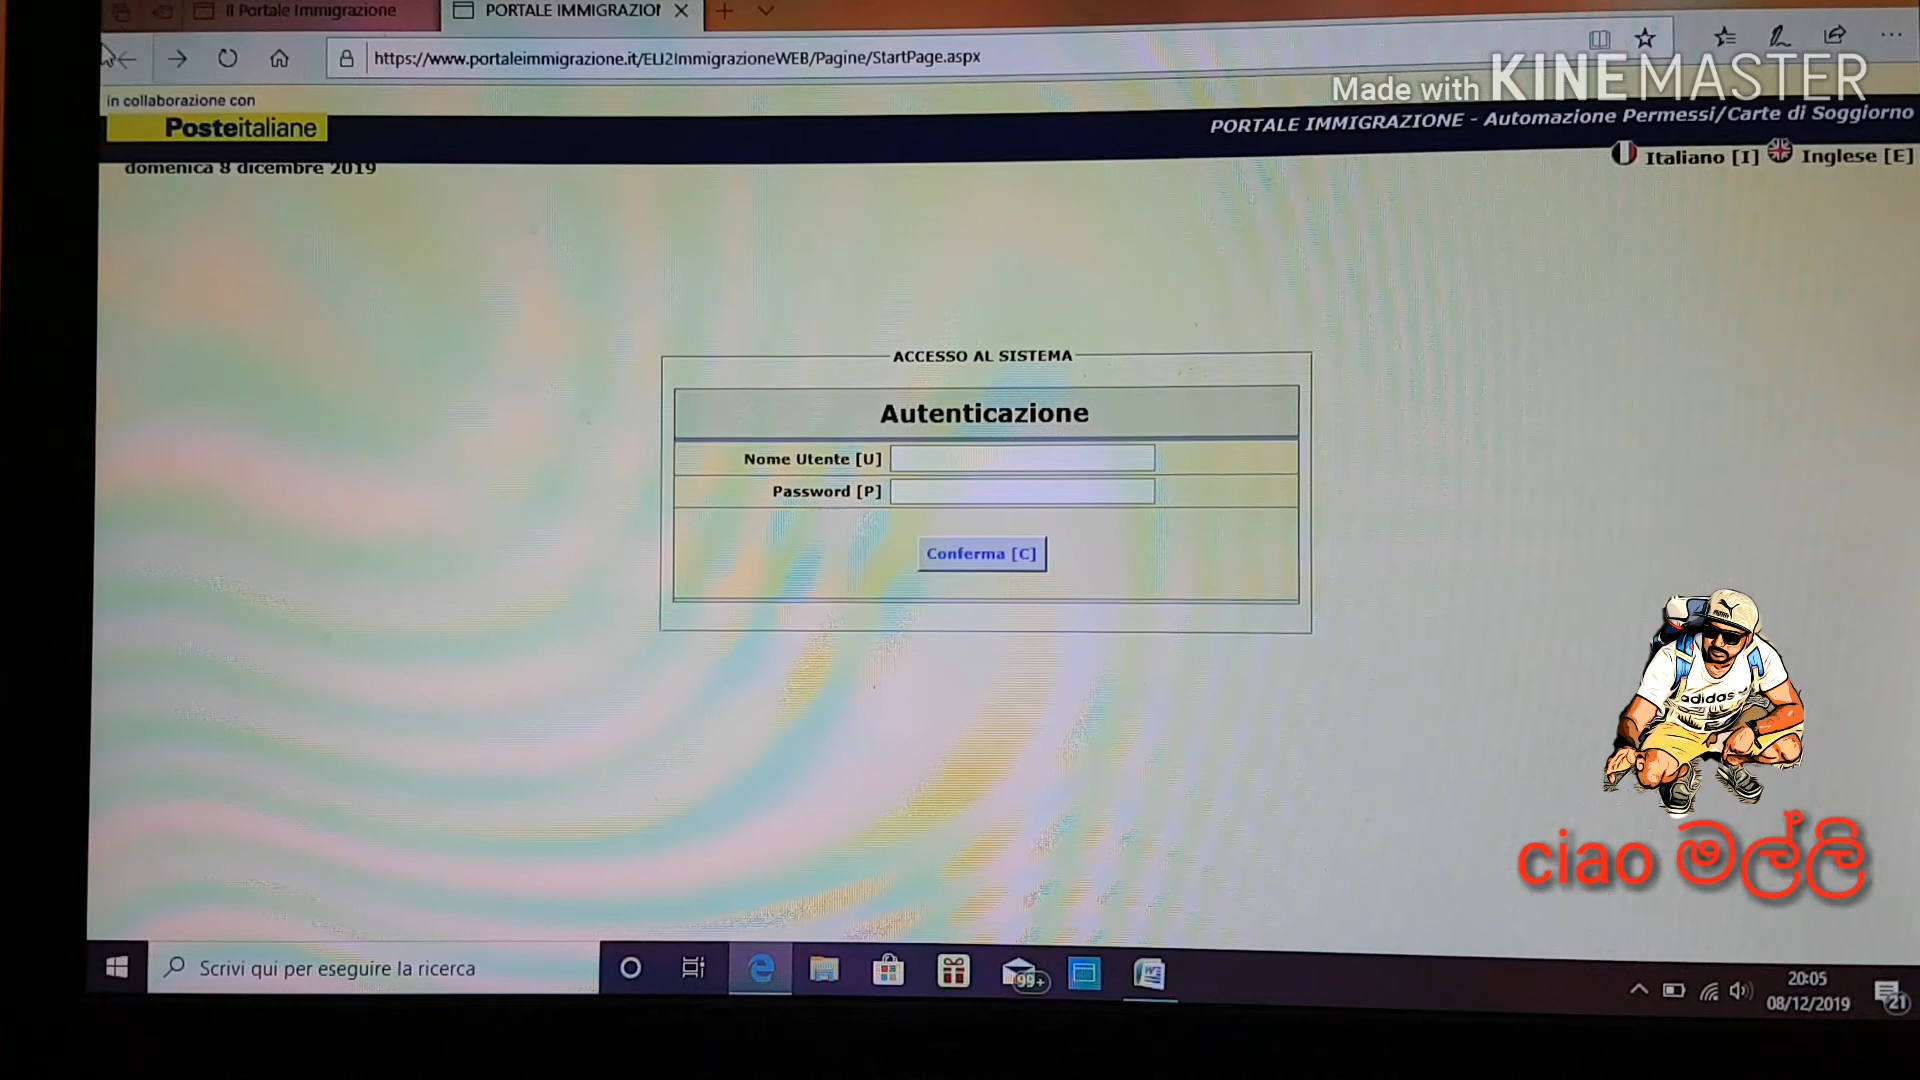 Il Portale Immigrazione
PORTALE IMMIGRAZIO
https://www.portaleimmigrazione.it/ELI2ImmigrazioneWEB/Pagine/StartPage.aspx
Made with KINEMASTER
in collaborazione con
Posteitaliane
PORTALE IMMIGRAZIONE - Automazione Permessi/Carte di Soggiorno
domenica 8 dicembre 2019
Italiano [I] Inglese [E]
ACCESSO AL SISTEMA
Autenticazione
Nome Utente [U]
Password [P]
Conferma [C]
adidas
ciao මල්ලි
Scrivi qui per eseguire la ricerca
99+
20:05
08/12/2019
21